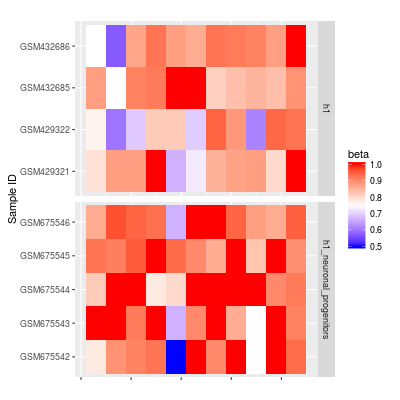 Sample ID
GSM432686
GSM432685
GSM429322
GSM429321
h1
GSM675546
GSM675545
GSM675544
GSM675543
GSM675542
h1_neuronal_progenitors
beta
1.0
0.9
0.8
0.7
0.6
0.5